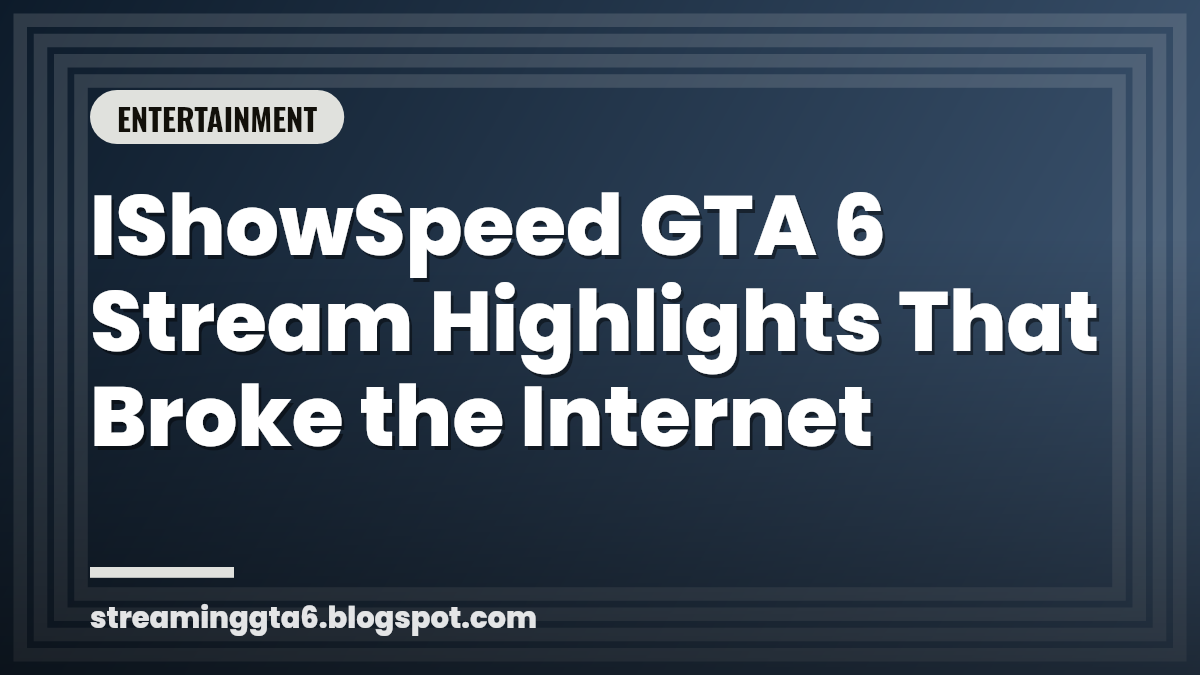 ENTERTAINMENT
IShowSpeed GTA 6
Stream Highlights That
Broke the Internet
streaminggta6.blogspot.com